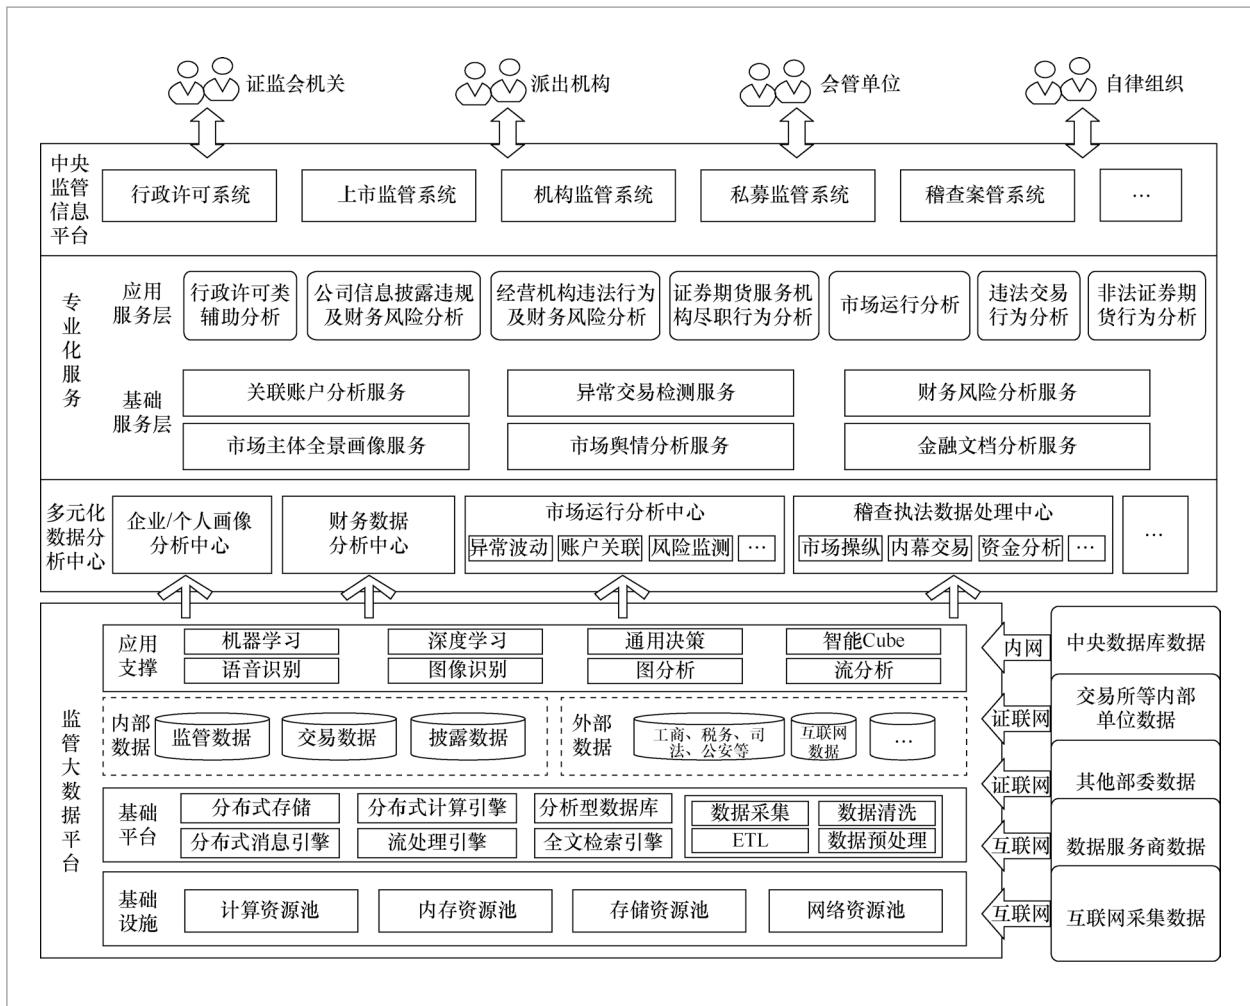 证监会机关
派出机构
会管单位
自律组织
中央
监管
信息
平台
行政许可系统
上市监管系统
机构监管系统
私募监管系统
稽查案管系统
…
专业化服务
应用
服务层
行政许可类
辅助分析
公司信息披露违规
及财务风险分析
经营机构违法行为
及财务风险分析
证券期货服务机
构尽职行为分析
市场运行分析
违法交易
行为分析
非法证券期
货行为分析
基础
服务层
关联账户分析服务
异常交易检测服务
财务风险分析服务
市场主体全景画像服务
市场舆情分析服务
金融文档分析服务
多元化
数据分
析中心
企业/个人画像
分析中心
财务数据
分析中心
市场运行分析中心
异常波动
账户关联
风险监测
…
稽查执法数据处理中心
市场操纵
内幕交易
资金分析
…
…
监管大数据平台
应用
支撑
机器学习
深度学习
通用决策
智能Cube
语音识别
图像识别
图分析
流分析
内部
数据
监管数据
交易数据
披露数据
外部
数据
工商、税务、司
法、公安等
互联网
数据
…
基础
平台
分布式存储
分布式计算引擎
分析型数据库
数据采集
数据清洗
分布式消息引擎
流处理引擎
全文检索引擎
ETL
数据预处理
基础
设施
计算资源池
内存资源池
存储资源池
网络资源池
内网
中央数据库数据
证联网
交易所等内部
单位数据
证联网
其他部委数据
互联网
数据服务商数据
互联网
互联网采集数据